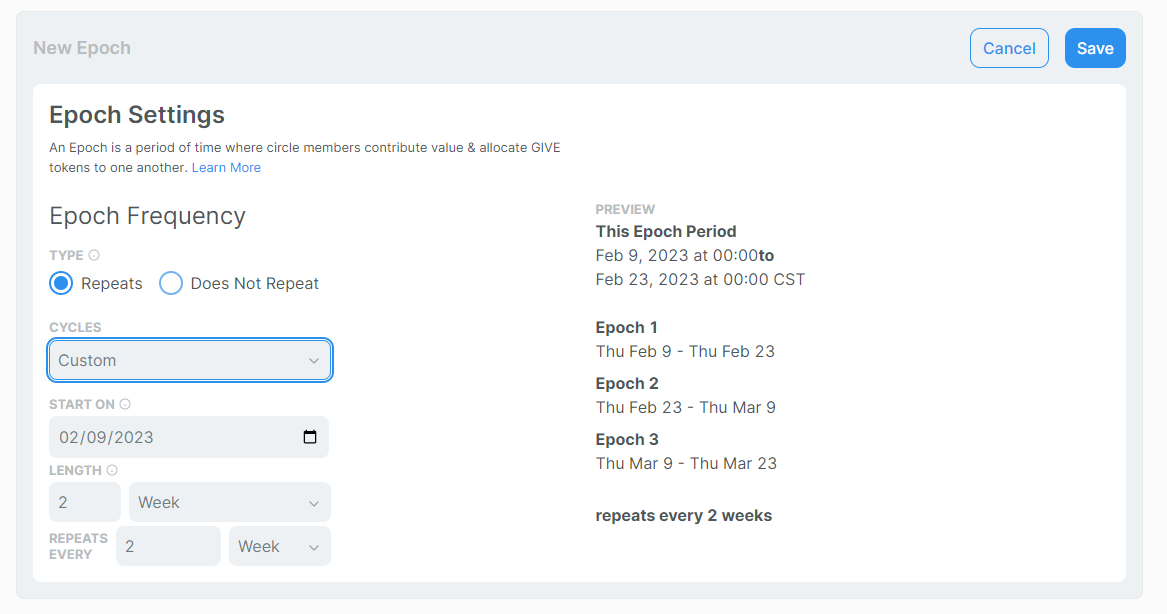 New Epoch
Cancel
Save
Epoch Settings
An Epoch is a period of time where circle members contribute value & allocate GIVE
tokens to one another. Learn More
Epoch Frequency
TYPE
Repeats
Does Not Repeat
CYCLES
Custom
START ON
02/09/2023
LENGTH
2
Week
REPEATS
EVERY
2
Week
PREVIEW
This Epoch Period
Feb 9, 2023 at 00:00to
Feb 23, 2023 at 00:00 CST
Epoch 1
Thu Feb 9 - Thu Feb 23
Epoch 2
Thu Feb 23 - Thu Mar 9
Epoch 3
Thu Mar 9 - Thu Mar 23
repeats every 2 weeks